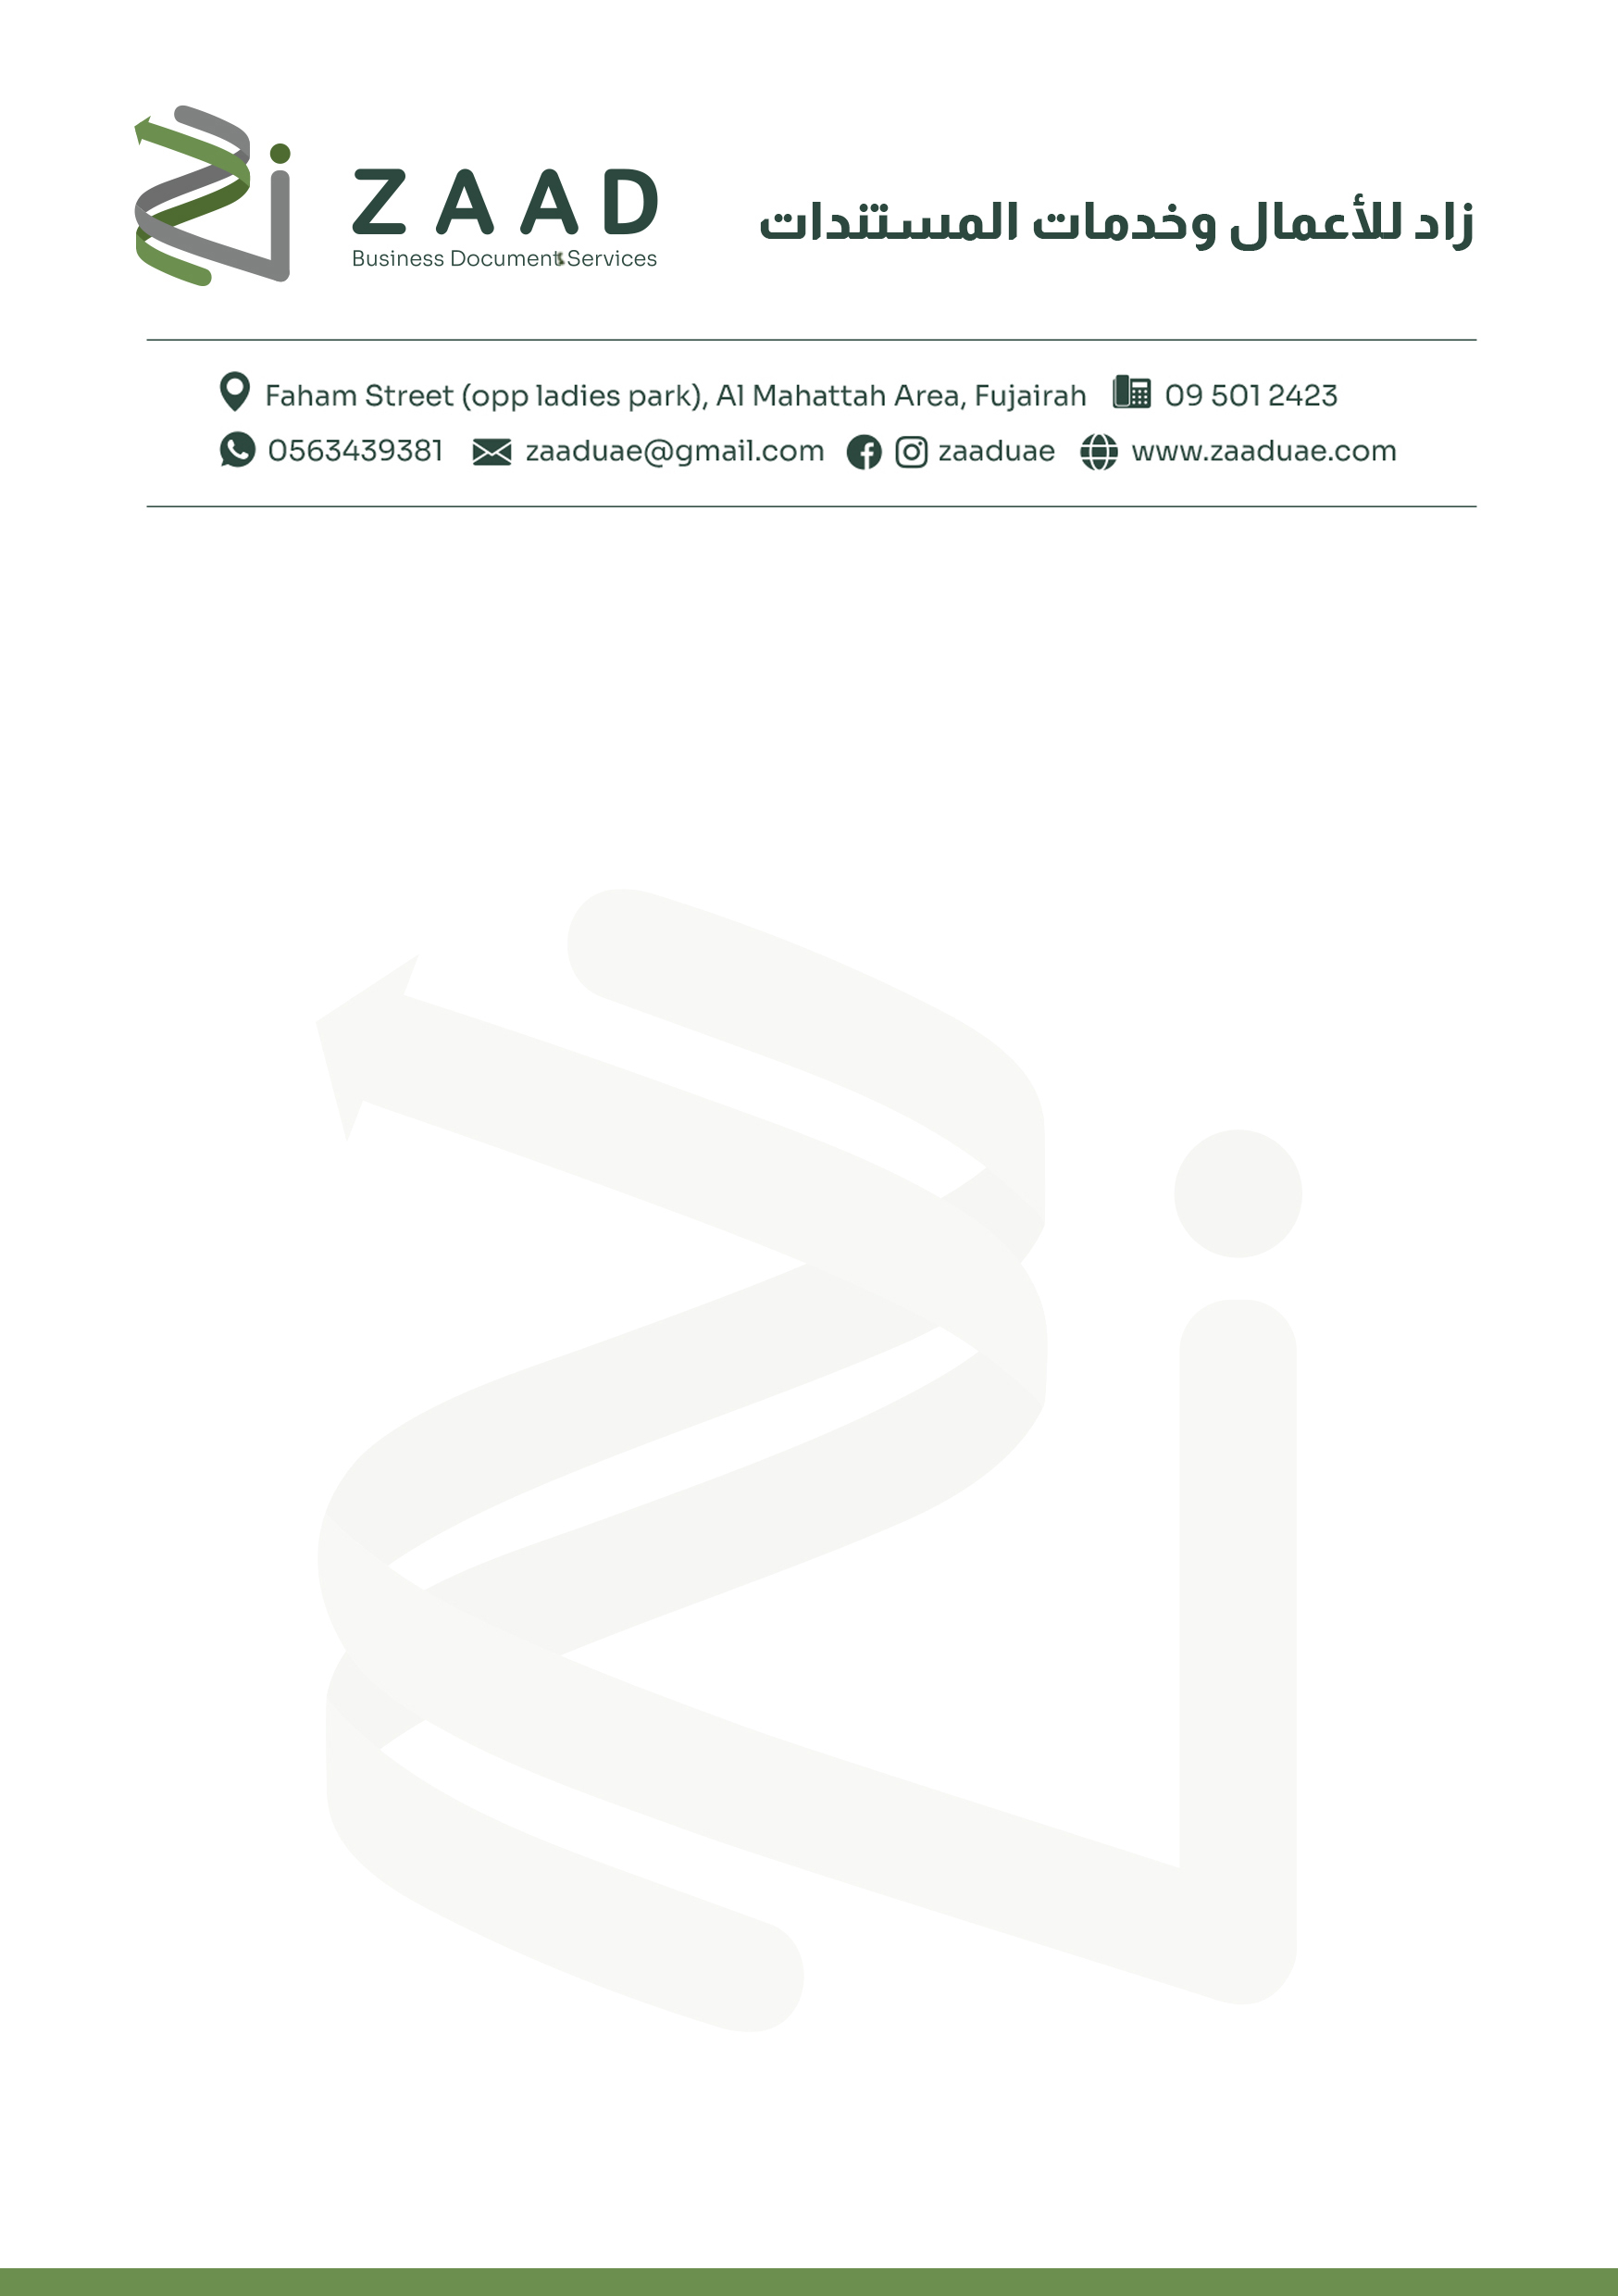 ZAAD
Business Document Services
زاد للأعمال وخدمات المستندات
Faham Street (opp ladies park), Al Mahattah Area, Fujairah 09 501 2423
0563439381 zaaduae@gmail.com zaaduae www.zaaduae.com